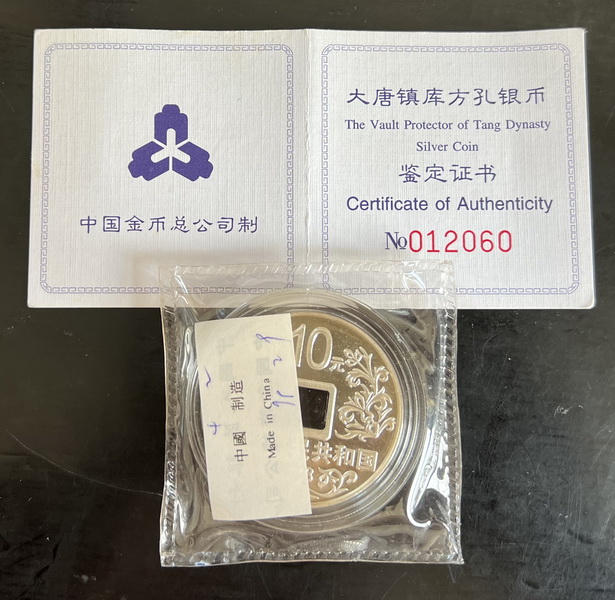 中国金币总公司制
大唐镇库方孔银币
The Vault Protector of Tang Dynasty
Silver Coin
鉴定证书
Certificate of Authenticity
№012060
10元
共和国
中國 制造
Made in China